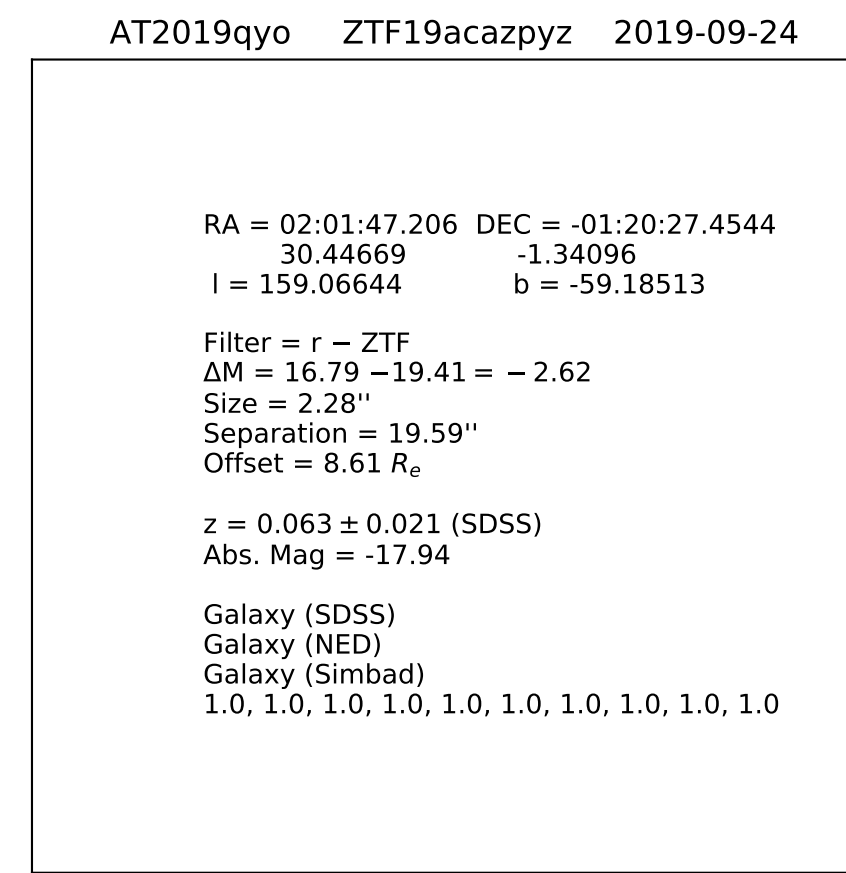 AT2019qyo ZTF19acazpyz 2019-09-24
RA = 02:01:47.206 DEC = -01:20:27.4544
30.44669 -1.34096
l = 159.06644 b = -59.18513
Filter = r − ZTF
ΔM = 16.79 −19.41 = − 2.62
Size = 2.28''
Separation = 19.59''
Offset = 8.61 Rₑ
z = 0.063 ± 0.021 (SDSS)
Abs. Mag = -17.94
Galaxy (SDSS)
Galaxy (NED)
Galaxy (Simbad)
1.0, 1.0, 1.0, 1.0, 1.0, 1.0, 1.0, 1.0, 1.0, 1.0